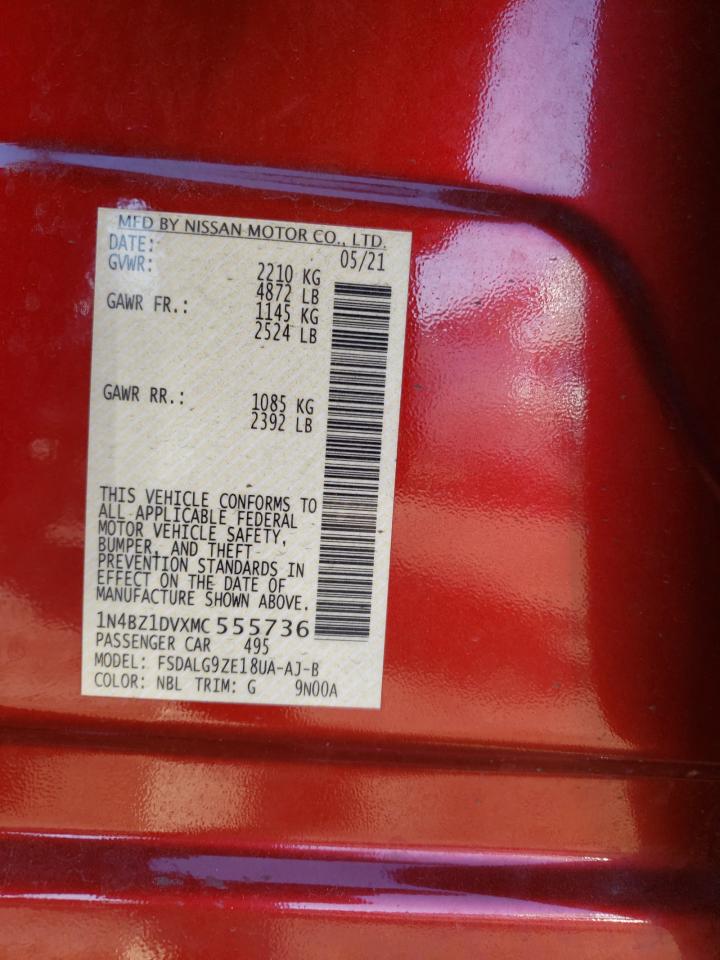 MFD BY NISSAN MOTOR CO., LTD.
DATE: 05/21
GVWR: 2210 KG
4872 LB
GAWR FR.: 1145 KG
2524 LB
GAWR RR.: 1085 KG
2392 LB
THIS VEHICLE CONFORMS TO
ALL APPLICABLE FEDERAL
MOTOR VEHICLE SAFETY,
BUMPER, AND THEFT
PREVENTION STANDARDS IN
EFFECT ON THE DATE OF
MANUFACTURE SHOWN ABOVE.
1N4BZ1DVXMC555736
PASSENGER CAR 495
MODEL: FSDALG9ZE18UA-AJ-B
COLOR: NBL TRIM: G 9N00A